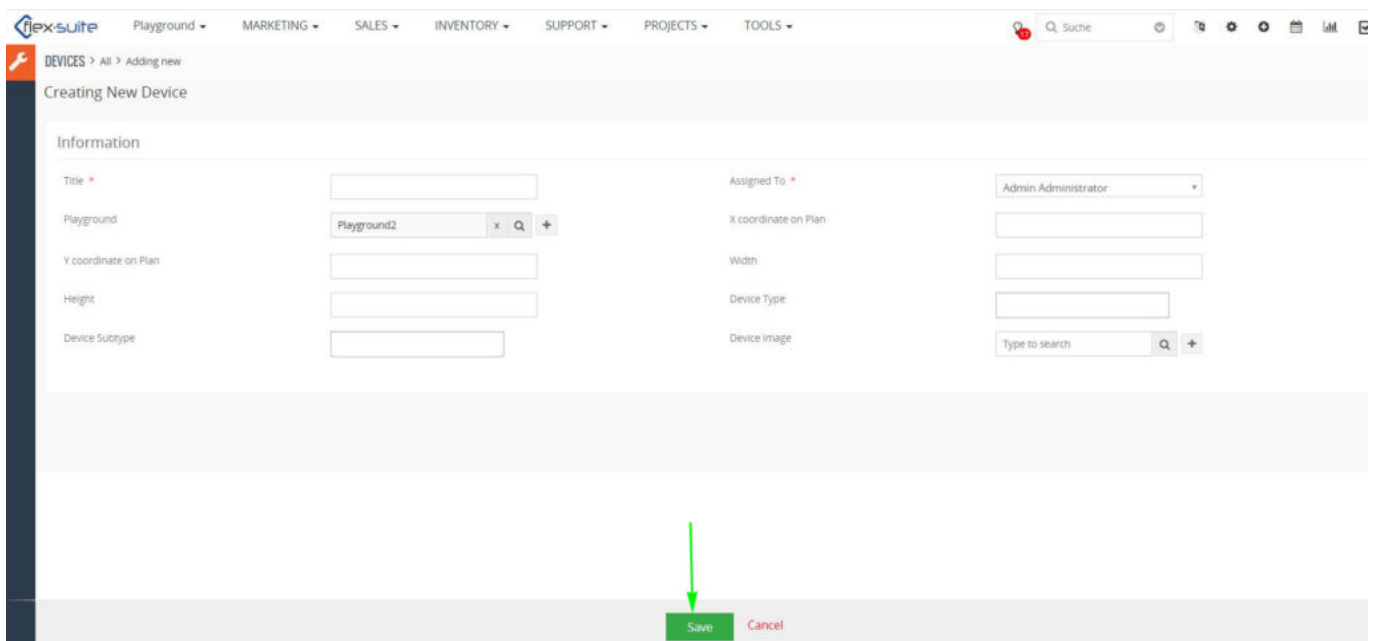 flex-suite Playground MARKETING SALES INVENTORY SUPPORT PROJECTS TOOLS 17 Suche
DEVICES > All > Adding new
Creating New Device
Information
Title * Assigned To * Admin Administrator
Playground Playground2 x + X coordinate on Plan
Y coordinate on Plan Width
Height Device Type
Device Subtype Device image Type to search +
Save Cancel